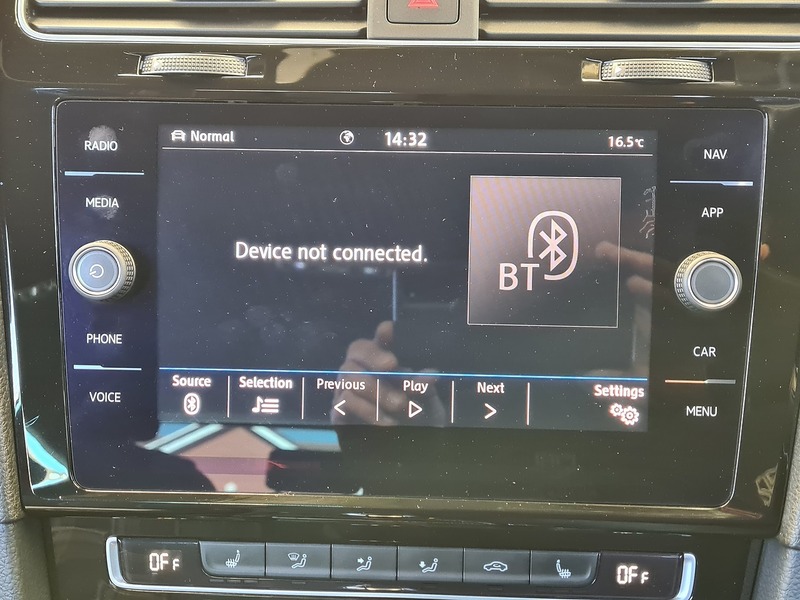 RADIO
MEDIA
PHONE
VOICE
Normal 14:32 16.5°C
Device not connected.
BT
Source Selection Previous Play Next Settings
NAV
APP
CAR
MENU
OFF OFF